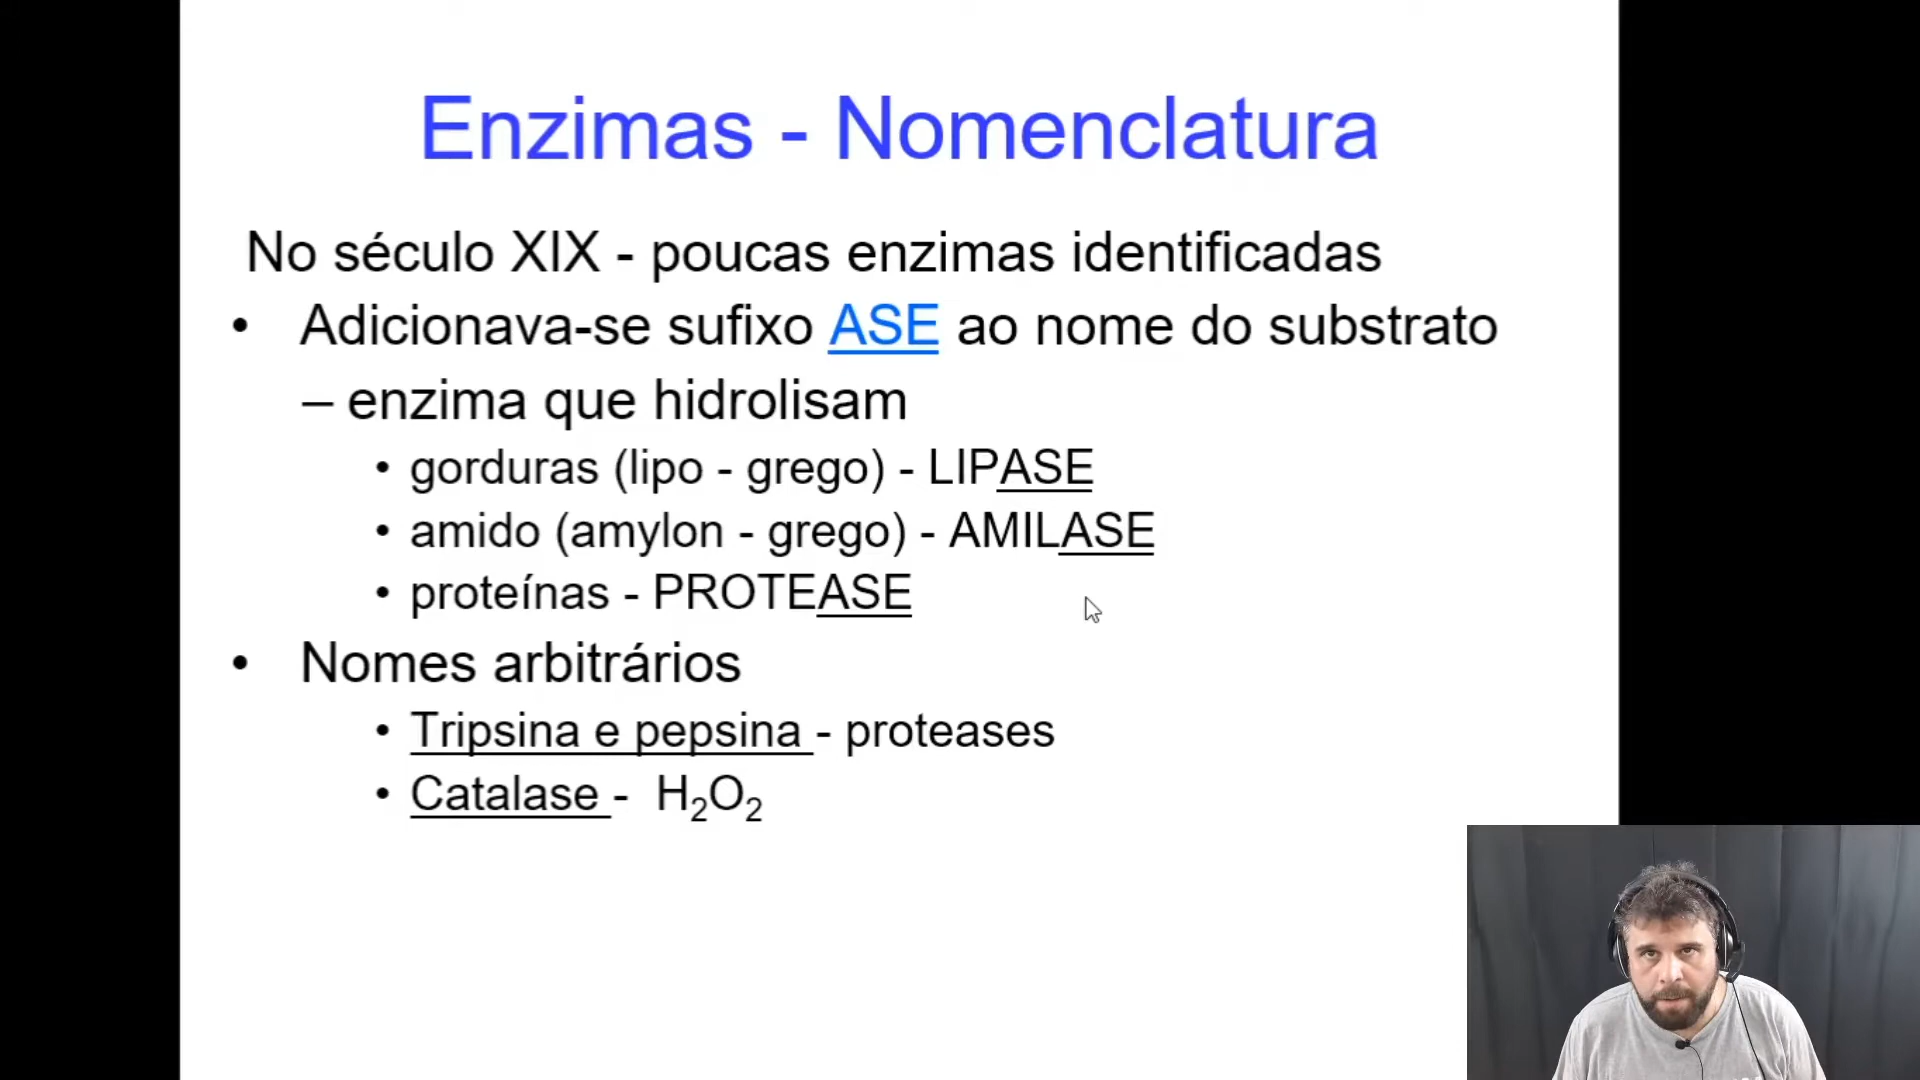 Enzimas - Nomenclatura
No século XIX - poucas enzimas identificadas
• Adicionava-se sufixo ASE ao nome do substrato
– enzima que hidrolisam
• gorduras (lipo - grego) - LIPASE
• amido (amylon - grego) - AMILASE
• proteínas - PROTEASE
• Nomes arbitrários
• Tripsina e pepsina - proteases
• Catalase - H₂O₂